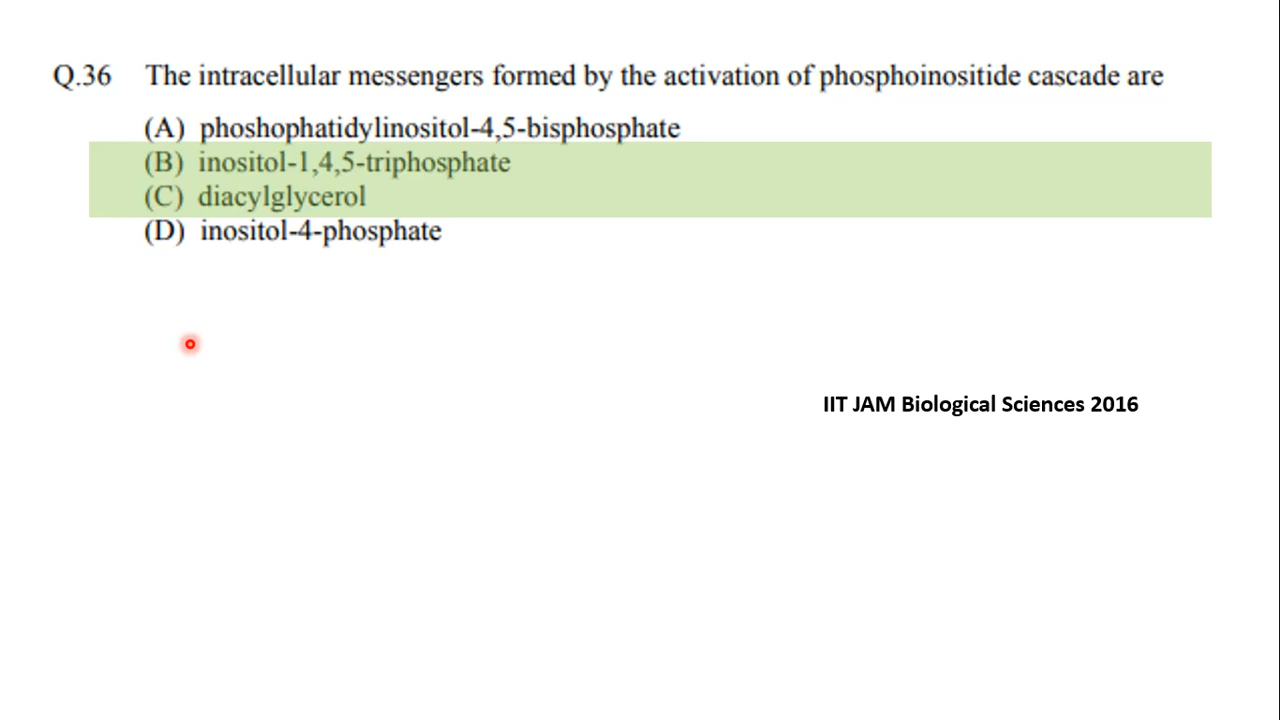 Q.36 The intracellular messengers formed by the activation of phosphoinositide cascade are
(A) phoshophatidylinositol-4,5-bisphosphate
(B) inositol-1,4,5-triphosphate
(C) diacylglycerol
(D) inositol-4-phosphate
IIT JAM Biological Sciences 2016